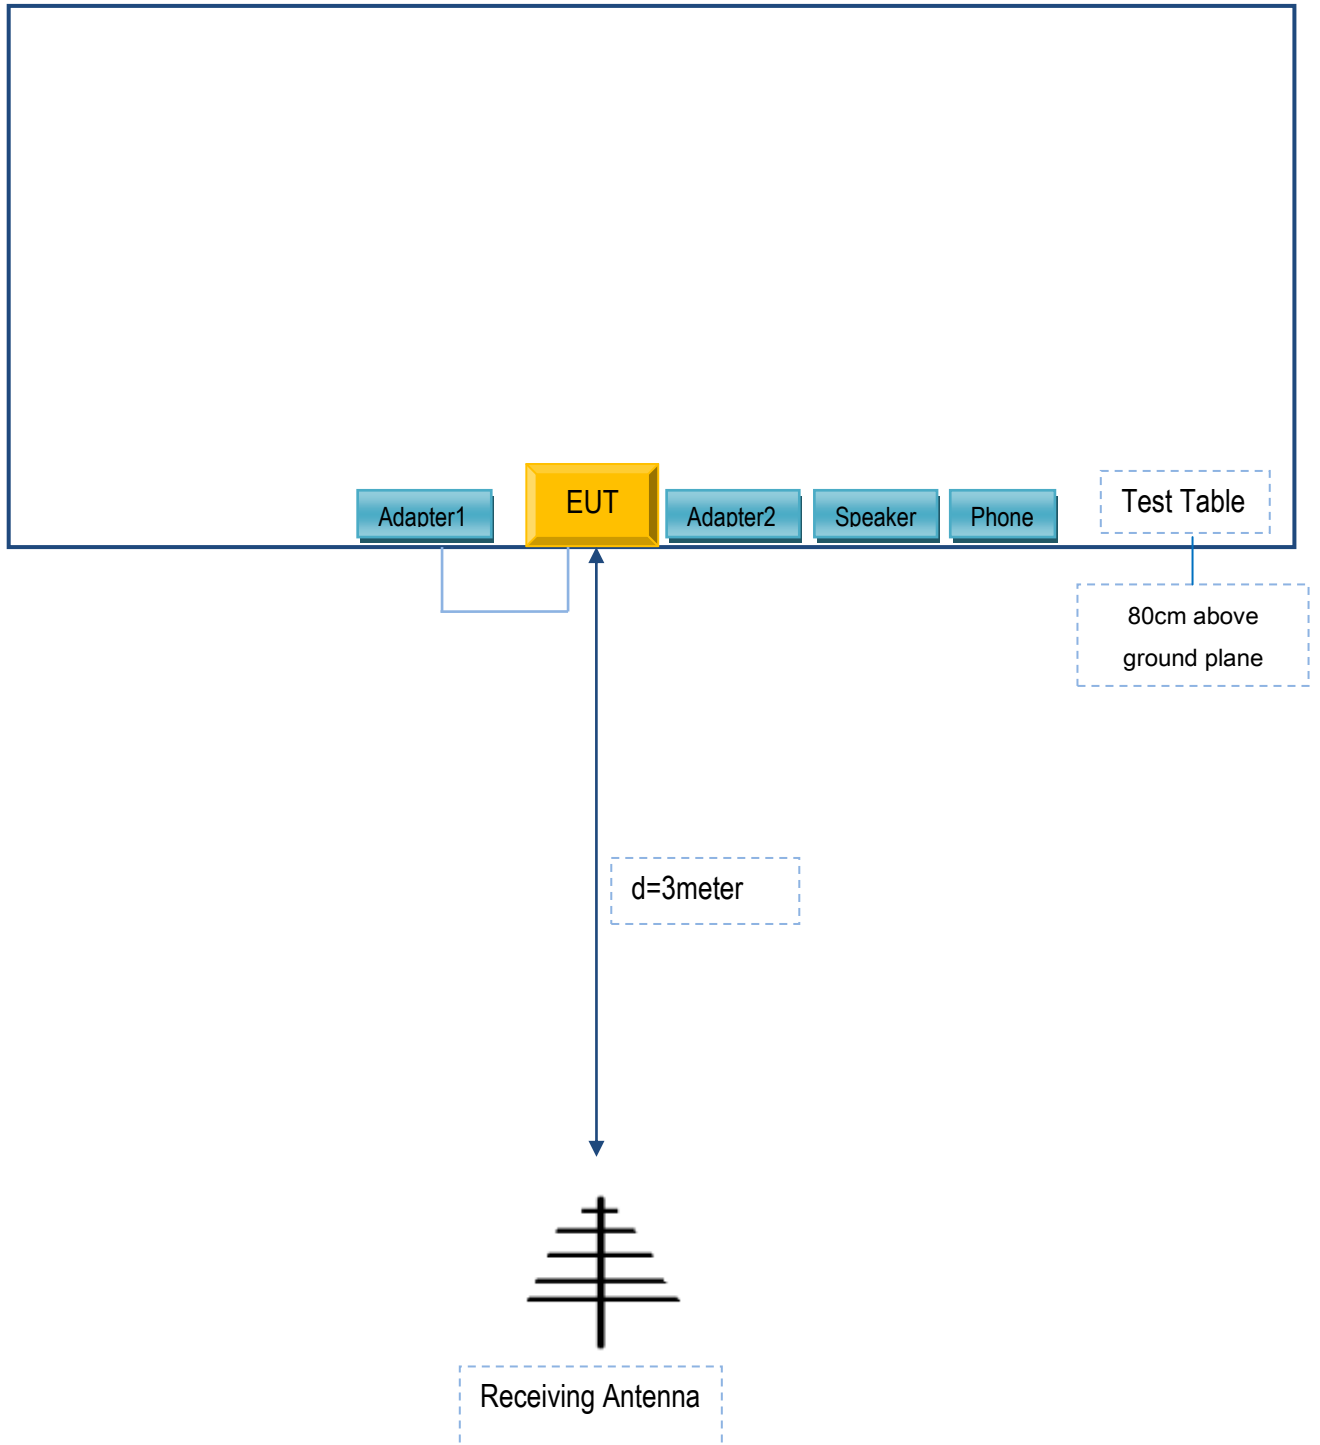 Adapter1
EUT
Adapter2
Speaker
Phone
Test Table
80cm above
ground plane
d=3meter
Receiving Antenna